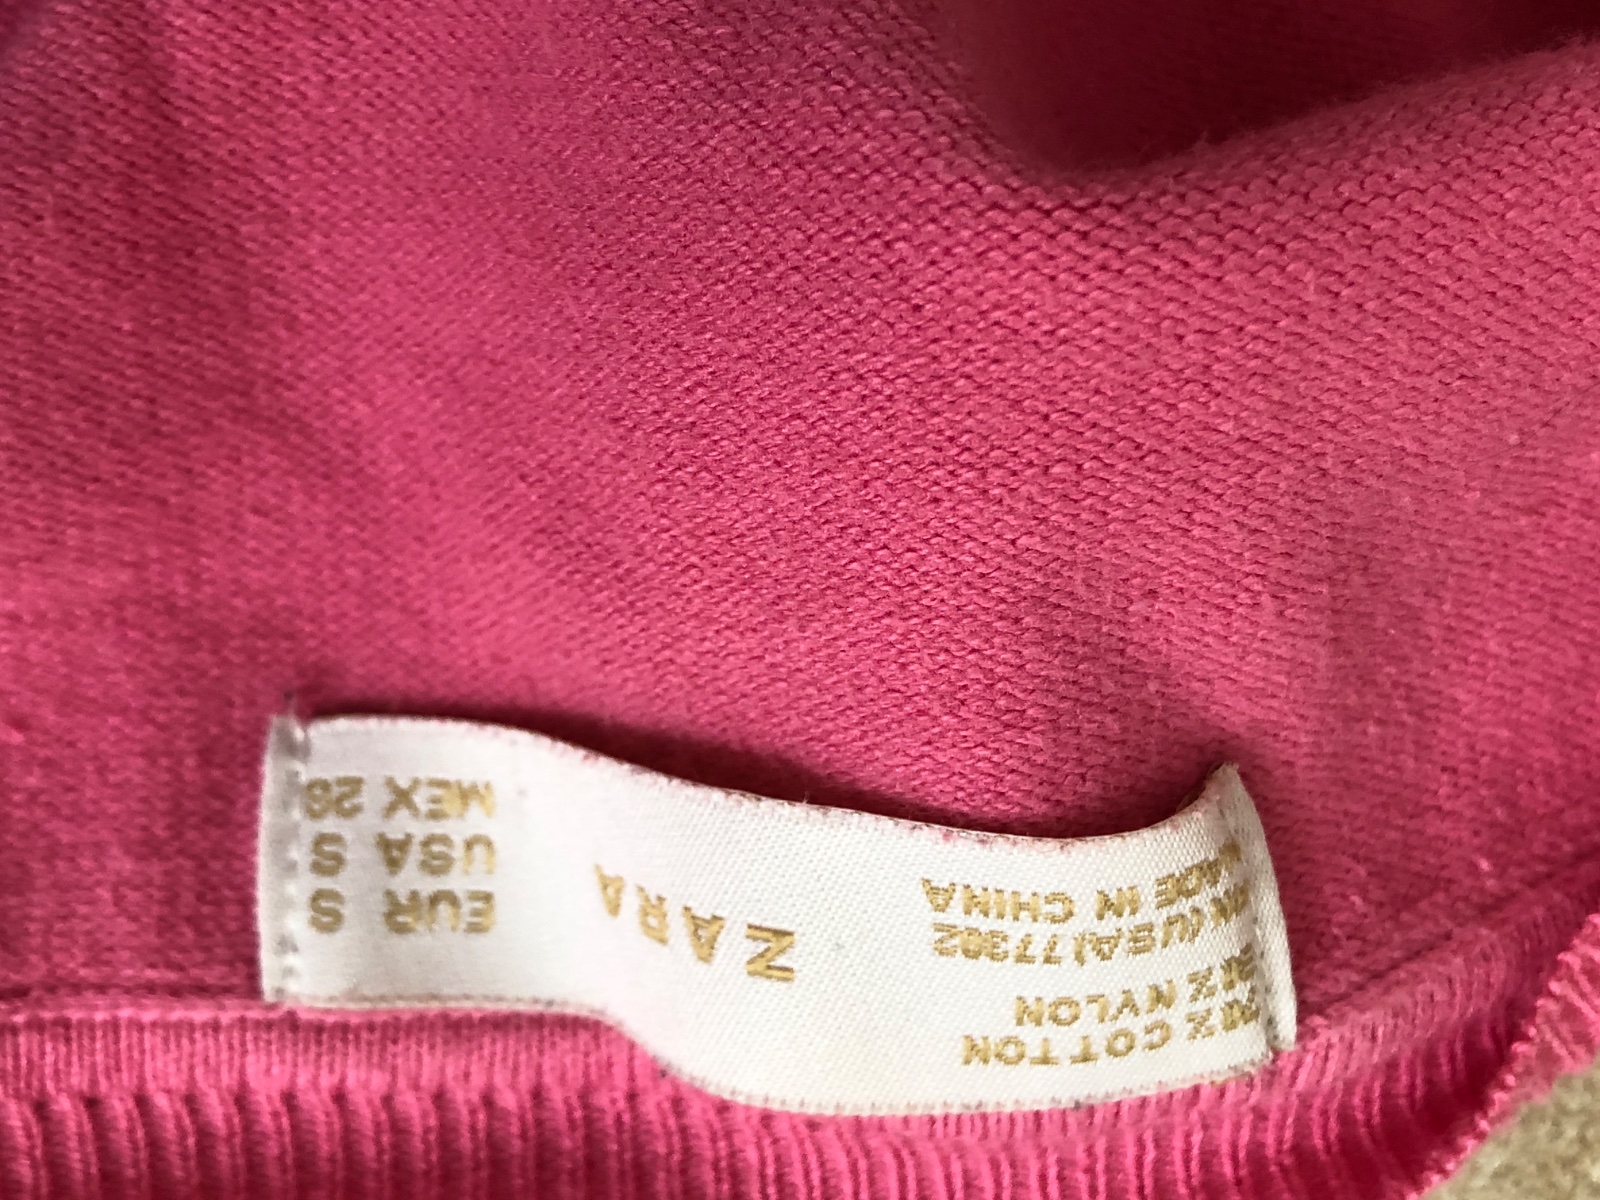 COTTON
% NYLON
(USA)77302
MADE IN CHINA
ZARA
EUR S
USA S
MEX 28